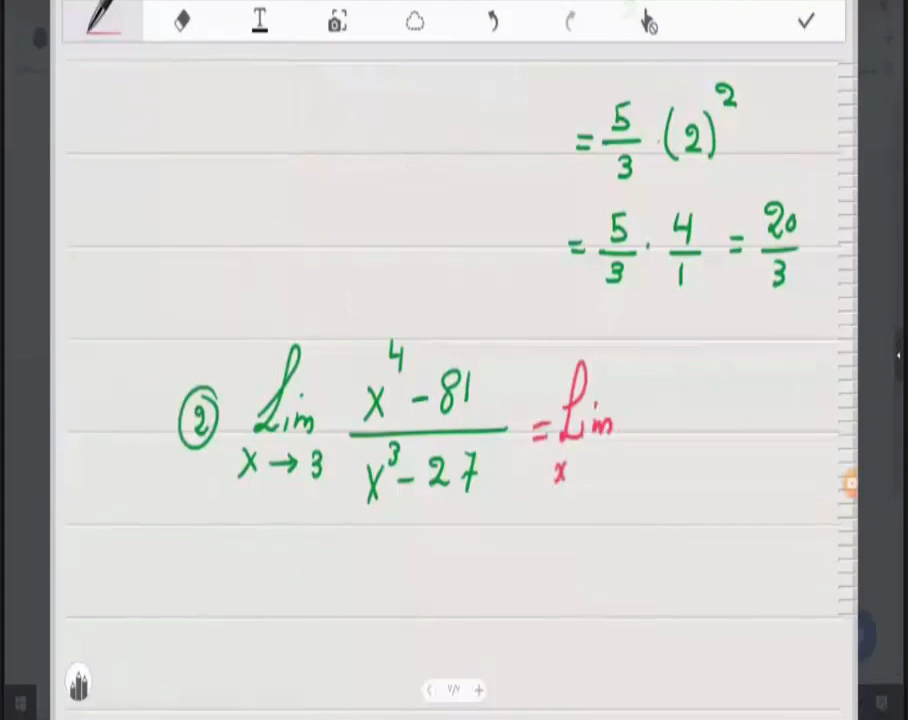 T
= 5/3 · (2)^2
= 5/3 · 4/1 = 20/3
② Lim x→3 (x^4 - 81)/(x^3 - 27) = Lim x